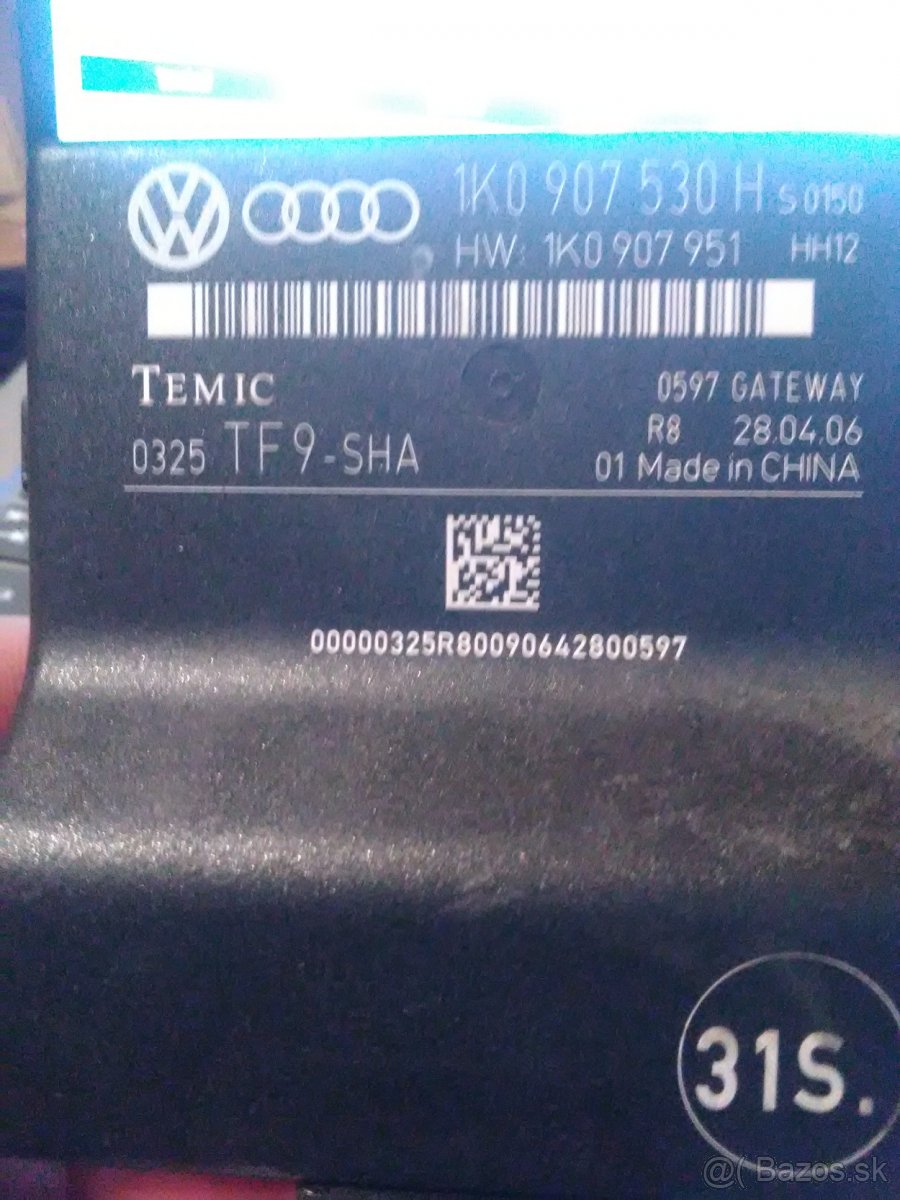 1K0 907 530 H S 0150
HW: 1K0 907 951 HH12
TEMIC
0597 GATEWAY
R8 28.04.06
0325 TF9-SHA
01 Made in CHINA
00000325R80090642800597
31S.
@( Bazos.sk